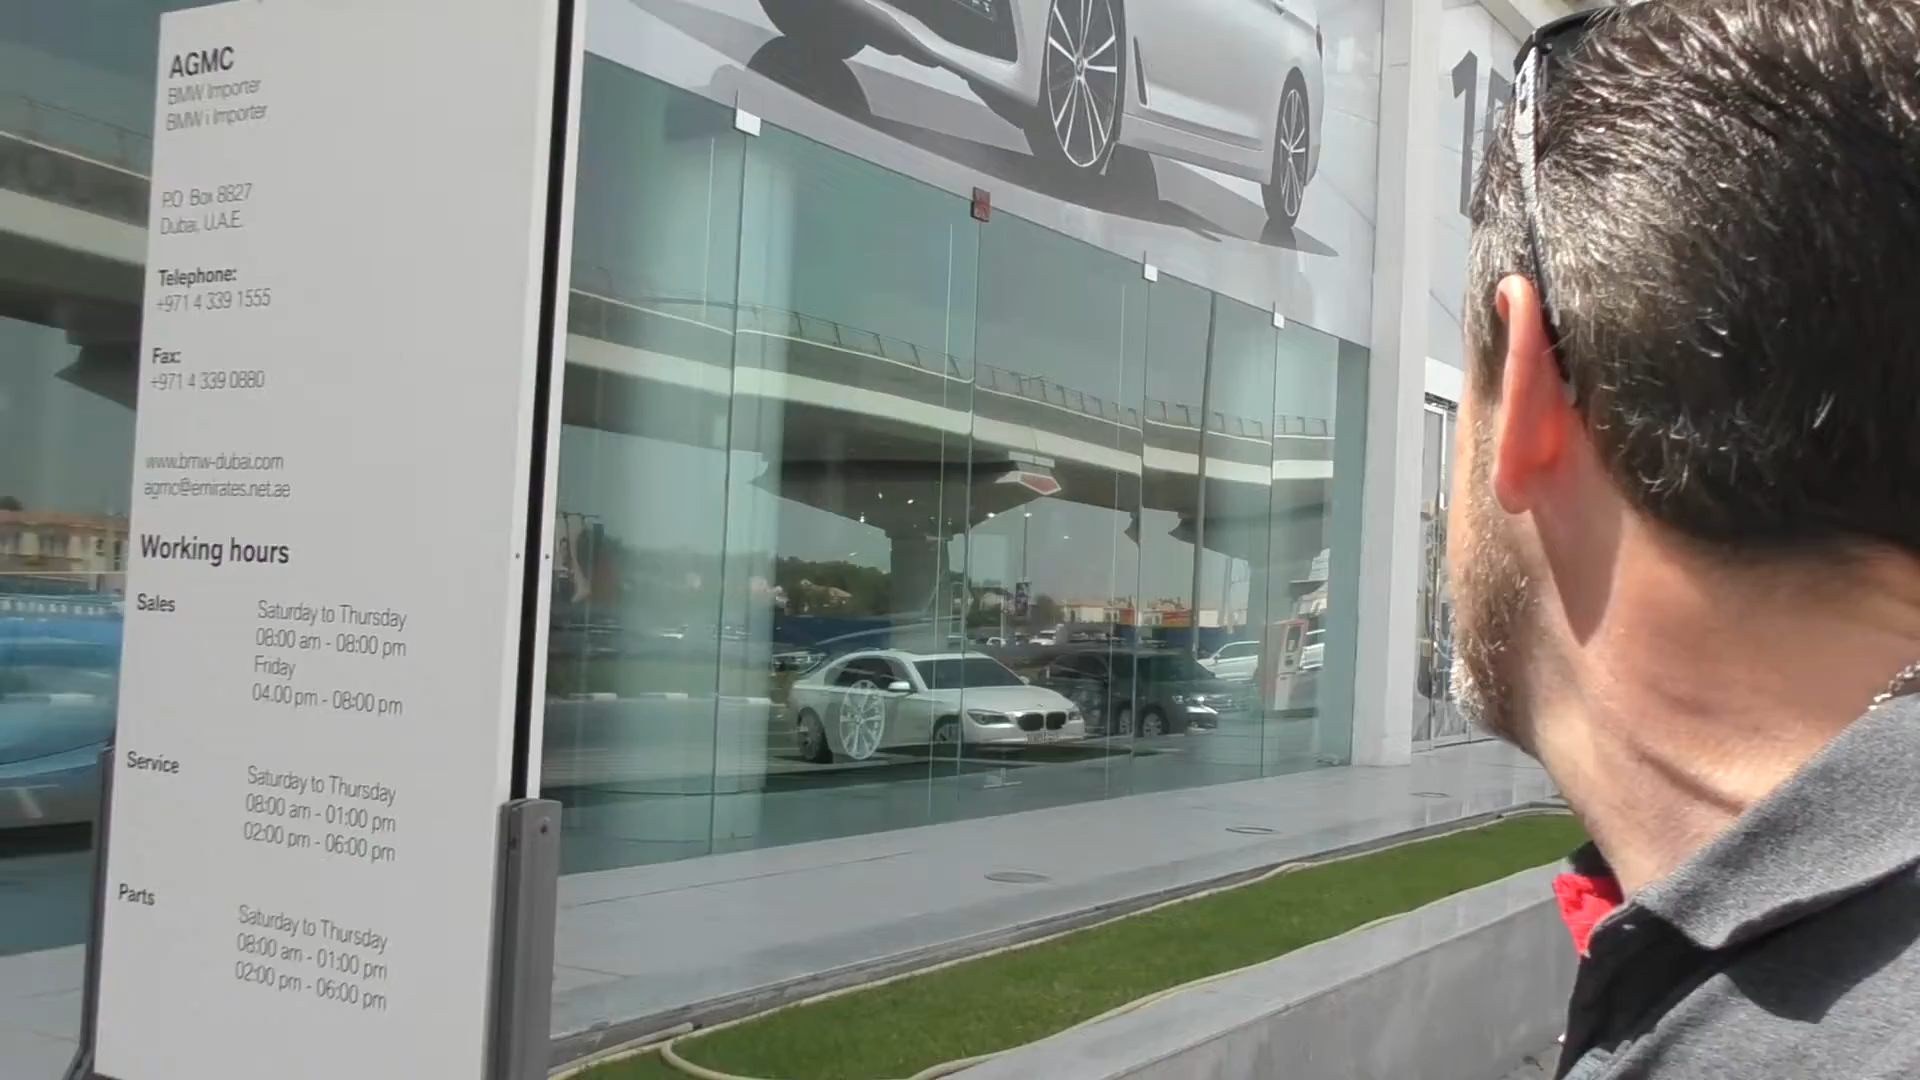 AGMC
BMW Importer
BMW i Importer
P.O. Box 8827
Dubai, U.A.E.
Telephone:
+971 4 339 1555
Fax:
+971 4 339 0880
www.bmw-dubai.com
agmc@emirates.net.ae
Working hours
Sales
Saturday to Thursday
08:00 am - 08:00 pm
Friday
04.00 pm - 08:00 pm
Service
Saturday to Thursday
08:00 am - 01:00 pm
02:00 pm - 06:00 pm
Parts
Saturday to Thursday
08:00 am - 01:00 pm
02:00 pm - 06:00 pm